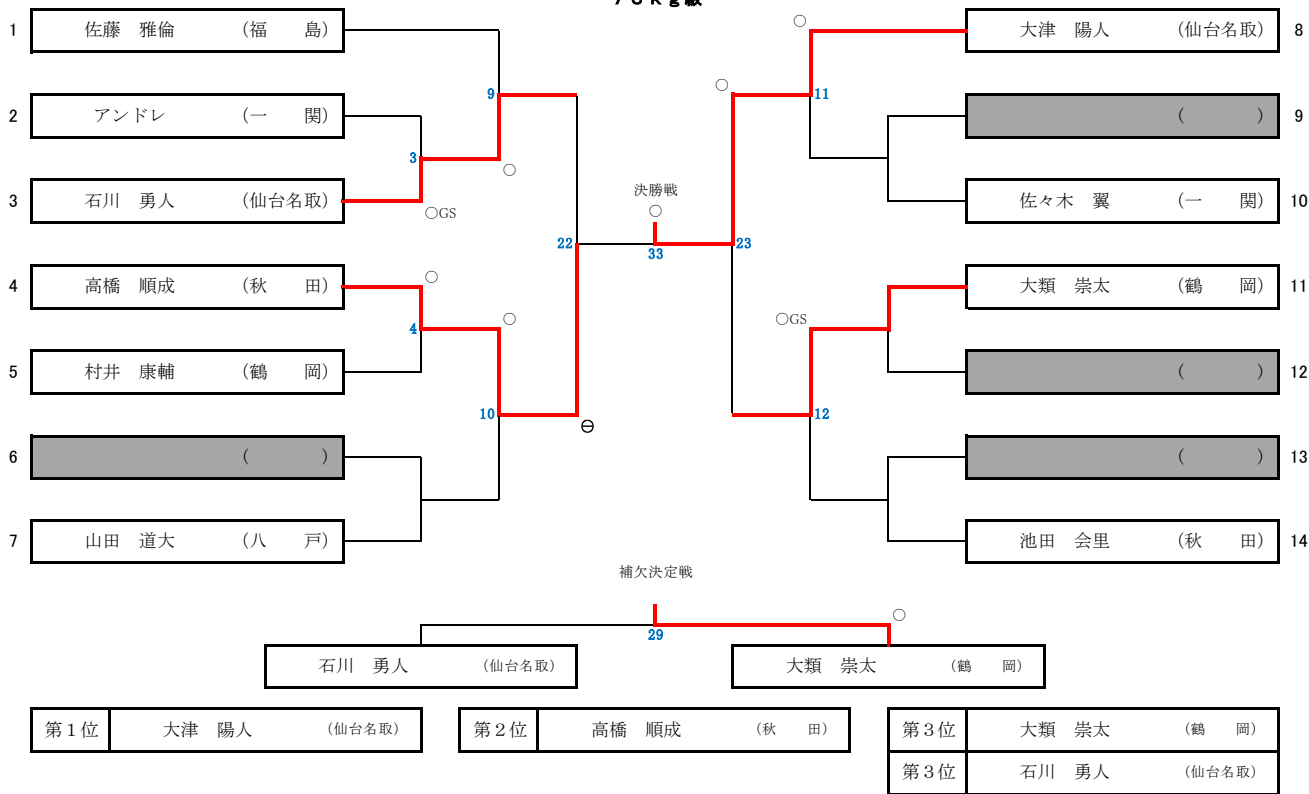 1 佐藤　雅倫 （福　　島）
2 アンドレ （一　　関）
3 石川　勇人 （仙台名取）
4 高橋　順成 （秋　　田）
5 村井　康輔 （鶴　　岡）
6 （　　　　）
7 山田　道大 （八　　戸）
9
3
○
○GS
22
○
4
○
10
⊖
決勝戦
○
33
○
○
11
23
○GS
12
大津　陽人 （仙台名取） 8
（　　　　） 9
佐々木　翼 （一　　関） 10
大類　崇太 （鶴　　岡） 11
（　　　　） 12
（　　　　） 13
池田　会里 （秋　　田） 14
補欠決定戦
○
29
石川　勇人 （仙台名取） 大類　崇太 （鶴　　岡）
第１位 大津　陽人 （仙台名取） 第２位 高橋　順成 （秋　　田） 第３位 大類　崇太 （鶴　　岡）
第３位 石川　勇人 （仙台名取）